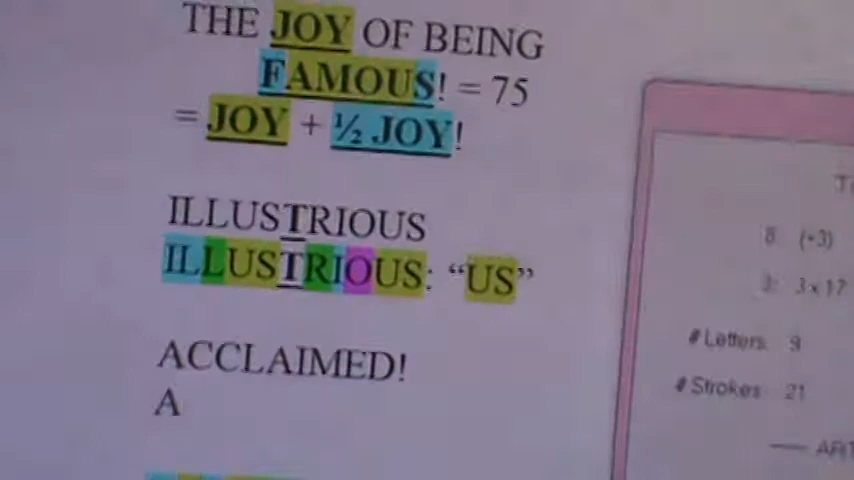 THE JOY OF BEING
FAMOUS! = 75
= JOY + ½ JOY!
ILLUSTRIOUS
ILLUSTRIOUS: “US”
ACCLAIMED!
A
8: (+3)
3: 3 x 17
# Letters: 9
# Strokes: 21